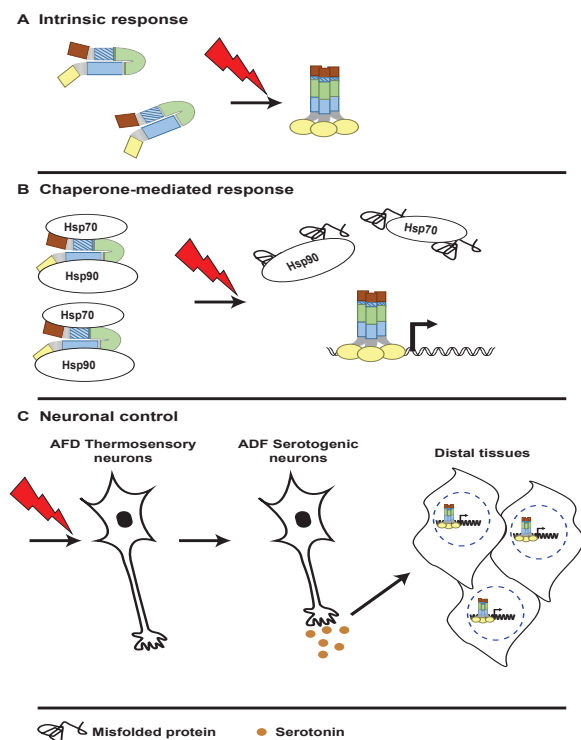 A Intrinsic response
B Chaperone-mediated response
Hsp70
Hsp90
Hsp70
Hsp90
Hsp90
Hsp70
C Neuronal control
AFD Thermosensory
neurons
ADF Serotogenic
neurons
Distal tissues
Misfolded protein
Serotonin